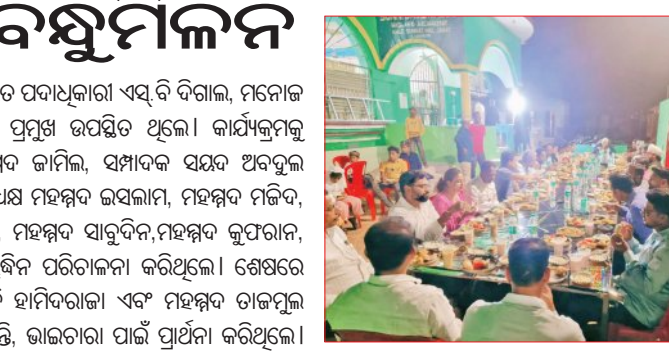 ବନ୍ଧୁମିଳନ
ପଦାଧିକାରୀ ଏସ୍.ବି ଦିଗାଲ, ମନୋଜ
ପ୍ରମୁଖ ଉପସ୍ଥିତ ଥିଲେ। କାର୍ଯ୍ୟକ୍ରମକୁ
ଜାମିଲ, ସମ୍ପାଦକ ସୟଦ ଅବଦୁଲ
ମହମ୍ମଦ ଇସଲାମ, ମହମ୍ମଦ ମଜିଦ,
ମହମ୍ମଦ ସାବୁଦିନ,ମହମ୍ମଦ କୁଫରାନ,
ପରିଚାଳନା କରିଥିଲେ। ଶେଷରେ
ହାମିଦରାଜା ଏବଂ ମହମ୍ମଦ ତାଜମୁଲ
ଭାଇଚାରା ପାଇଁ ପ୍ରାର୍ଥନା କରିଥିଲେ।